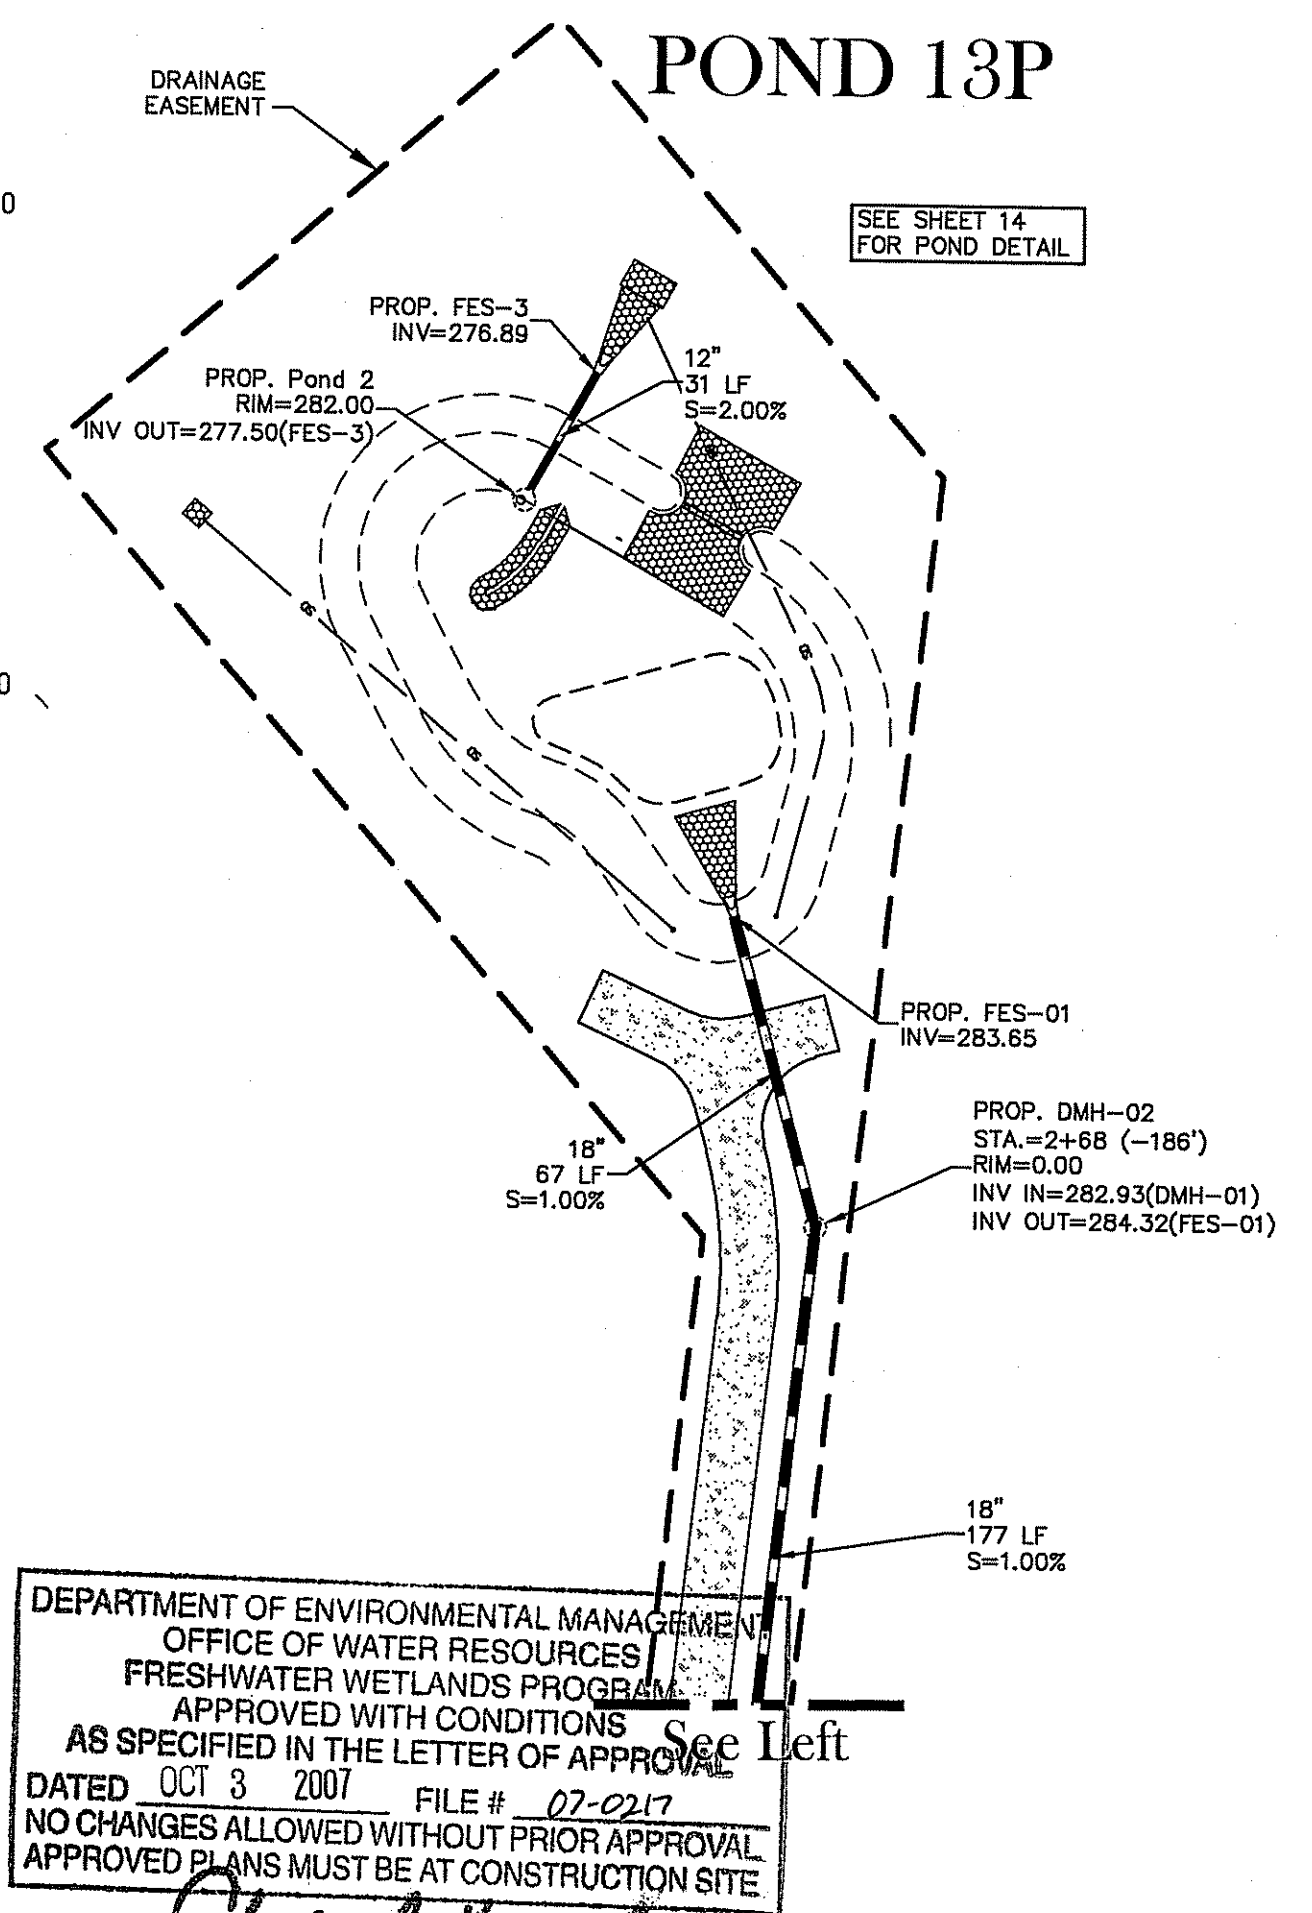 POND 13P
DRAINAGE
EASEMENT
0
SEE SHEET 14
FOR POND DETAIL
PROP. FES-3
INV=276.89
12"
31 LF
S=2.00%
PROP. Pond 2
RIM=282.00
INV OUT=277.50(FES-3)
SD
SD
SD
0
PROP. FES-01
INV=283.65
18"
67 LF
S=1.00%
PROP. DMH-02
STA.=2+68 (-186')
RIM=0.00
INV IN=282.93(DMH-01)
INV OUT=284.32(FES-01)
18"
177 LF
S=1.00%
See Left
DEPARTMENT OF ENVIRONMENTAL MANAGEMENT
OFFICE OF WATER RESOURCES
FRESHWATER WETLANDS PROGRAM
APPROVED WITH CONDITIONS
AS SPECIFIED IN THE LETTER OF APPROVAL
DATED OCT 3 2007 FILE # 07-0217
NO CHANGES ALLOWED WITHOUT PRIOR APPROVAL
APPROVED PLANS MUST BE AT CONSTRUCTION SITE